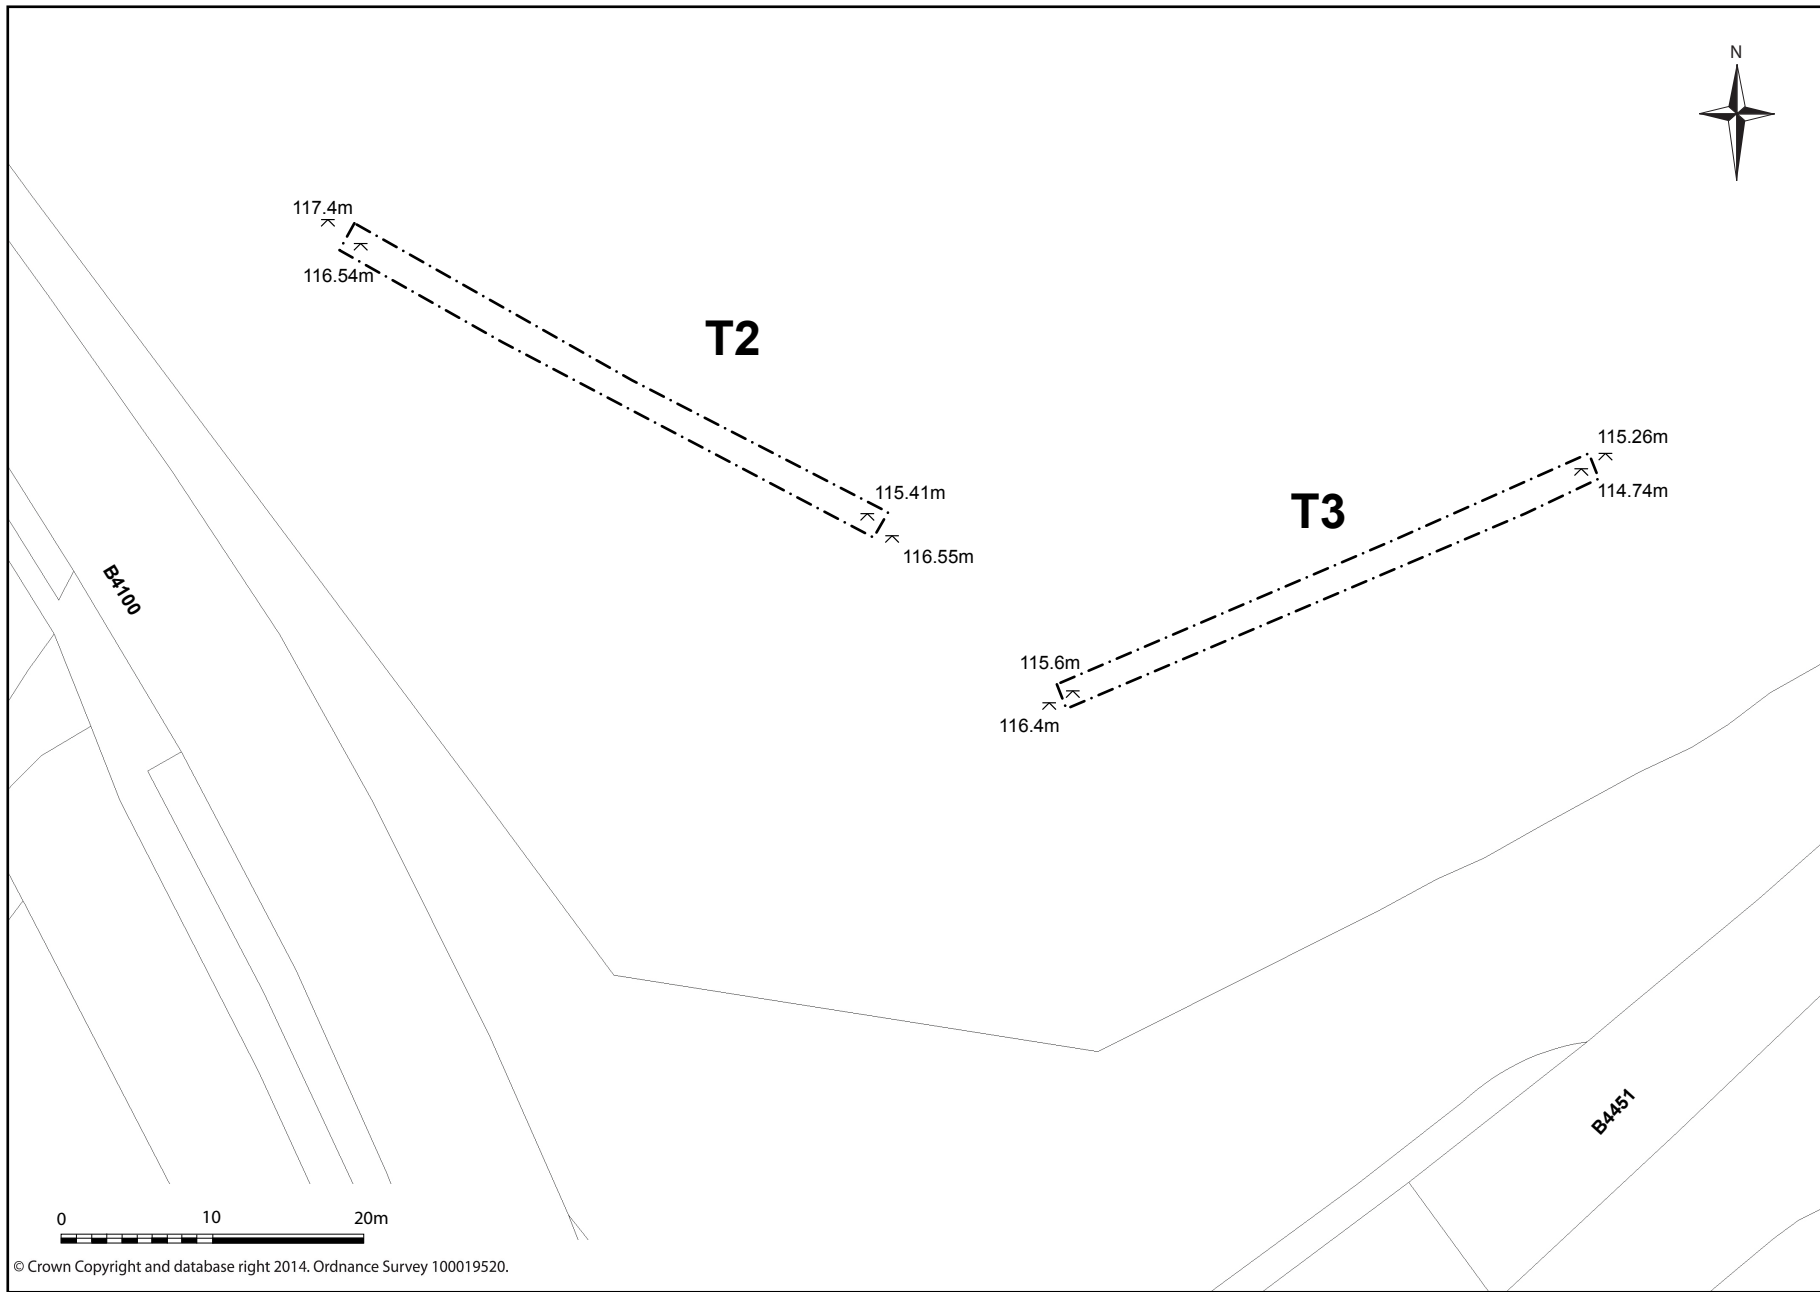 N
117.4m
116.54m
T2
115.41m
116.55m
115.26m
114.74m
T3
115.6m
116.4m
B4100
B4451
0 10 20m
© Crown Copyright and database right 2014. Ordnance Survey 100019520.